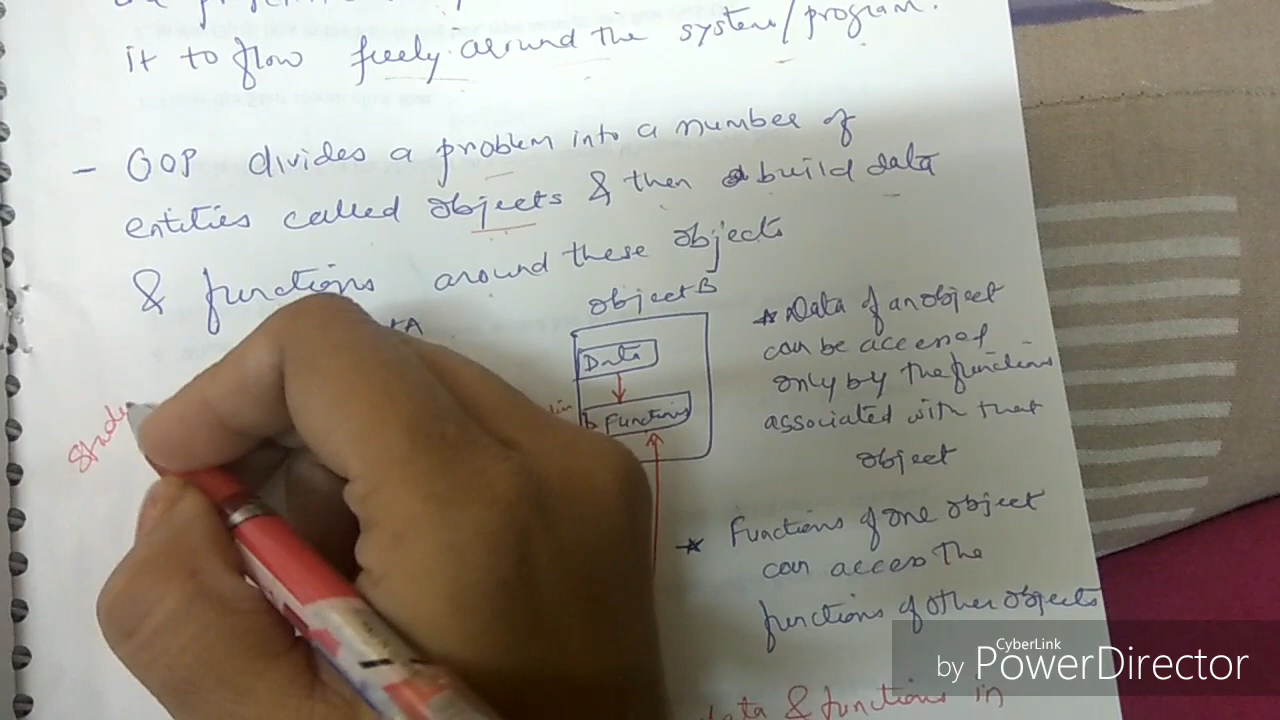 it to flow freely around the system/program.
- OOP divides a problem into a number of
entities called objects & then build data
& functions around these objects
object B
Data
Functions
* Data of an object
can be accessed
only by the functions
associated with that
object
* Functions of one object
can access the
functions of other objects
data & functions in
CyberLink
by PowerDirector